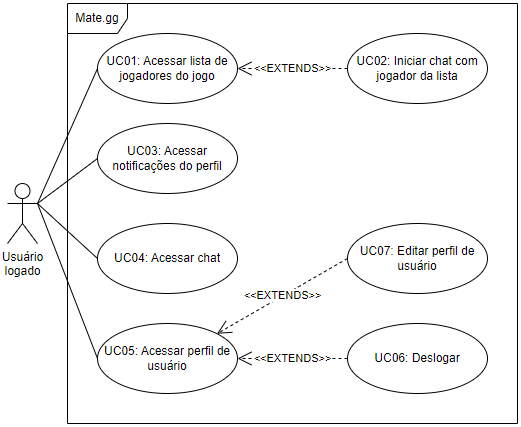 Mate.gg
UC01: Acessar lista de
jogadores do jogo
<<EXTENDS>>
UC02: Iniciar chat com
jogador da lista
UC03: Acessar
notificações do perfil
Usuário
logado
UC04: Acessar chat
UC07: Editar perfil de
usuário
<<EXTENDS>>
UC05: Acessar perfil de
usuário
<<EXTENDS>>
UC06: Deslogar